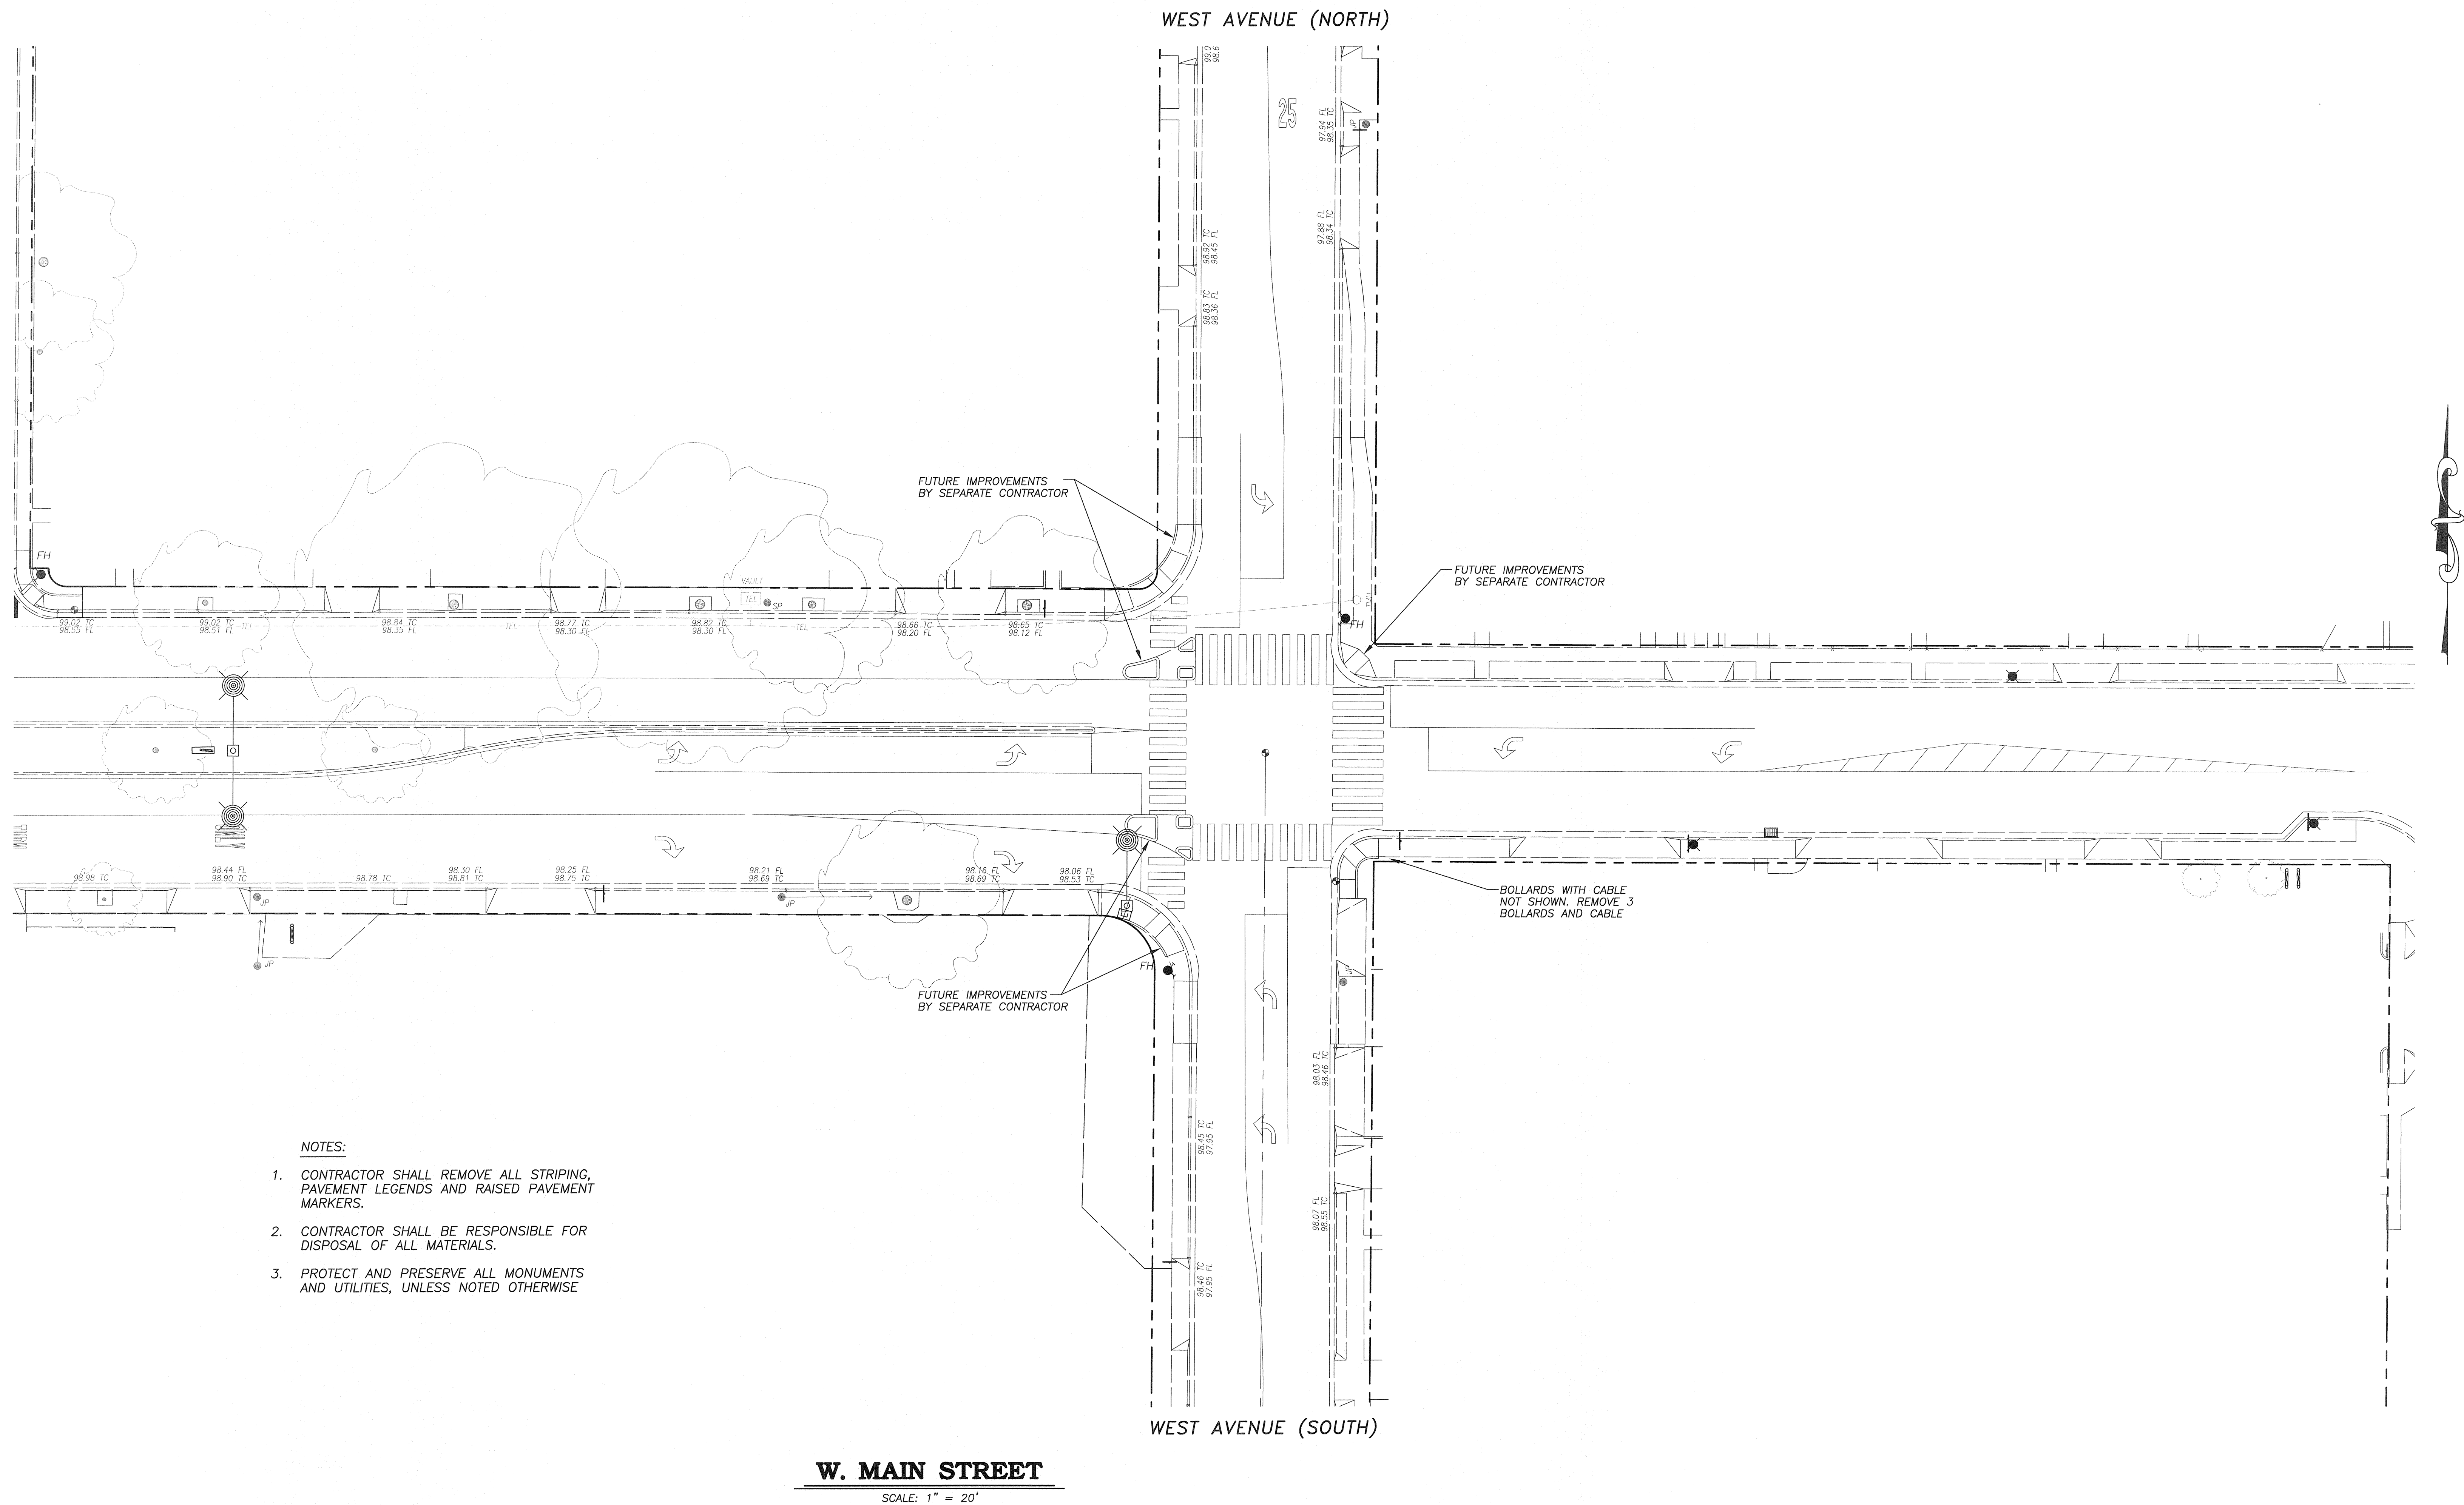 WEST AVENUE (NORTH)
99.0
98.6
25
97.94 FL
98.35 TC
JP
98.92 TC
98.45 FL
97.88 FL
98.34 TC
98.83 TC
98.36 FL
FUTURE IMPROVEMENTS
BY SEPARATE CONTRACTOR
FUTURE IMPROVEMENTS
BY SEPARATE CONTRACTOR
FH
VAULT
TEL
SP
TMH
FH
99.02 TC
98.55 FL
99.02 TC
98.51 FL
TEL
98.84 TC
98.35 FL
TEL
98.77 TC
98.30 FL
98.82 TC
98.30 FL
TEL
98.66 TC
98.20 FL
98.65 TC
98.12 FL
TEL
98.98 TC
98.44 FL
98.90 TC
98.78 TC
98.30 FL
98.81 TC
98.25 FL
98.75 TC
98.21 FL
98.69 TC
98.16 FL
98.69 TC
98.06 FL
98.53 TC
JP
JP
JP
FH
JP
BOLLARDS WITH CABLE
NOT SHOWN. REMOVE 3
BOLLARDS AND CABLE
FUTURE IMPROVEMENTS
BY SEPARATE CONTRACTOR
98.03 FL
98.46 TC
98.45 TC
97.95 FL
98.07 FL
98.55 TC
98.46 TC
97.95 FL
NOTES:
1. CONTRACTOR SHALL REMOVE ALL STRIPING,
PAVEMENT LEGENDS AND RAISED PAVEMENT
MARKERS.
2. CONTRACTOR SHALL BE RESPONSIBLE FOR
DISPOSAL OF ALL MATERIALS.
3. PROTECT AND PRESERVE ALL MONUMENTS
AND UTILITIES, UNLESS NOTED OTHERWISE
WEST AVENUE (SOUTH)
W. MAIN STREET
SCALE: 1" = 20'